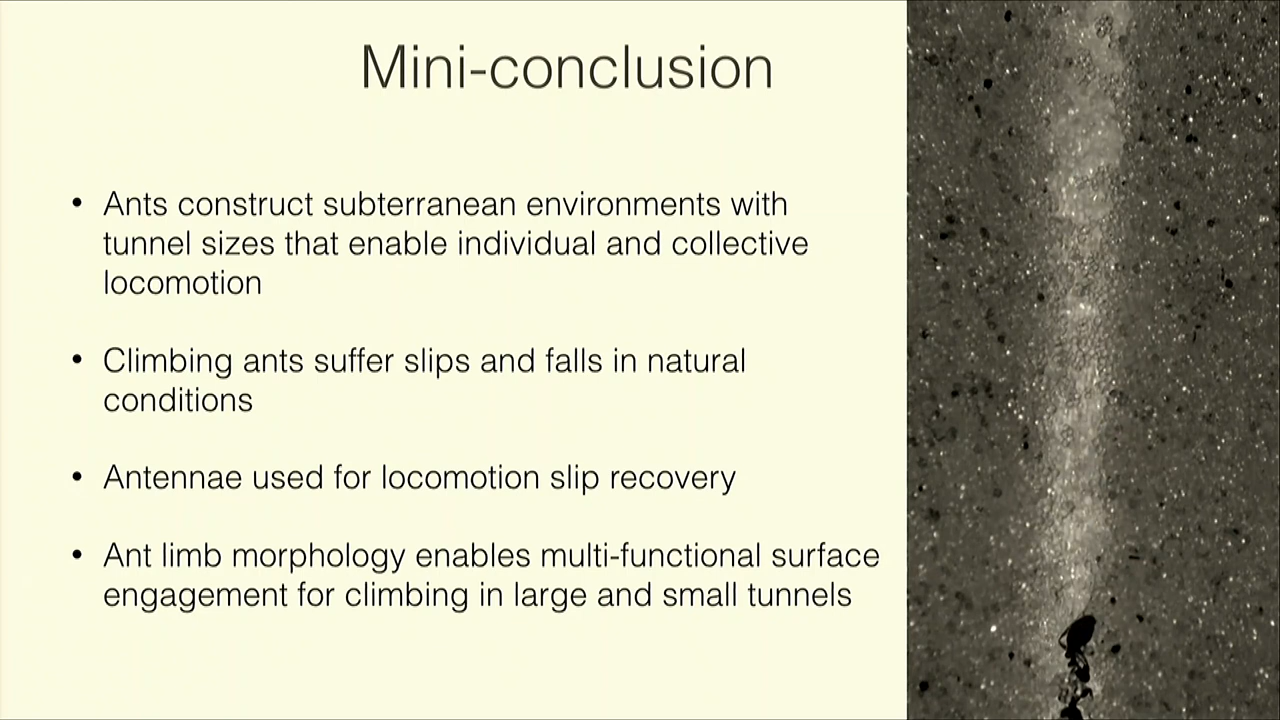 Mini-conclusion
• Ants construct subterranean environments with
tunnel sizes that enable individual and collective
locomotion
• Climbing ants suffer slips and falls in natural
conditions
• Antennae used for locomotion slip recovery
• Ant limb morphology enables multi-functional surface
engagement for climbing in large and small tunnels